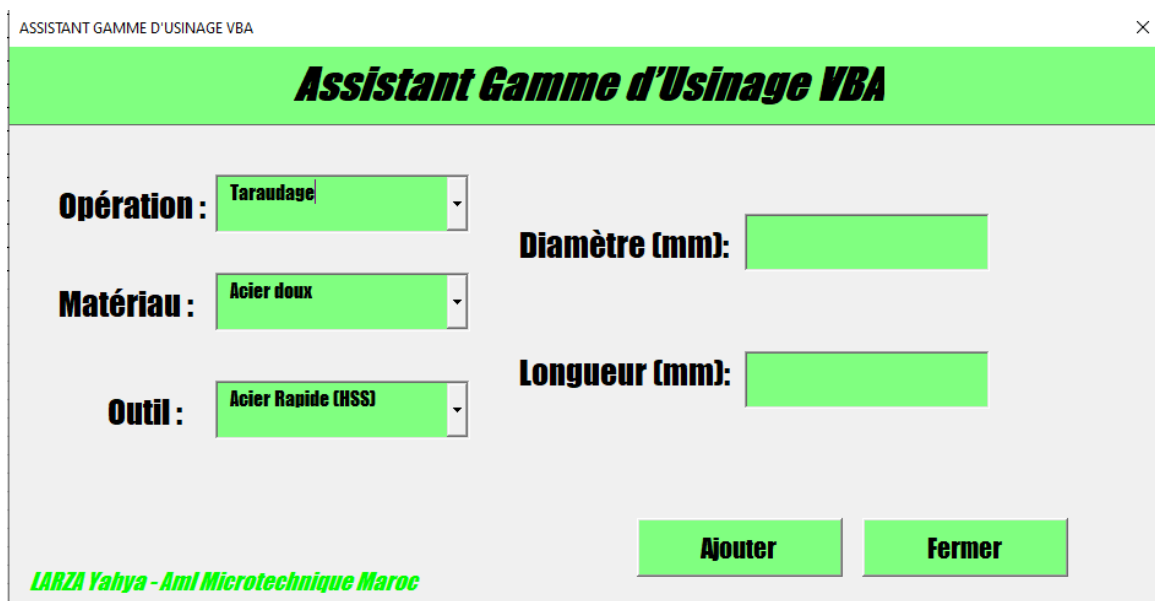 ASSISTANT GAMME D'USINAGE VBA
Assistant Gamme d’Usinage VBA
Opération :
Taraudage
Matériau :
Acier doux
Outil :
Acier Rapide (HSS)
Diamètre (mm):
Longueur (mm):
Ajouter
Fermer
LARZA Yahya - Aml Microtechnique Maroc